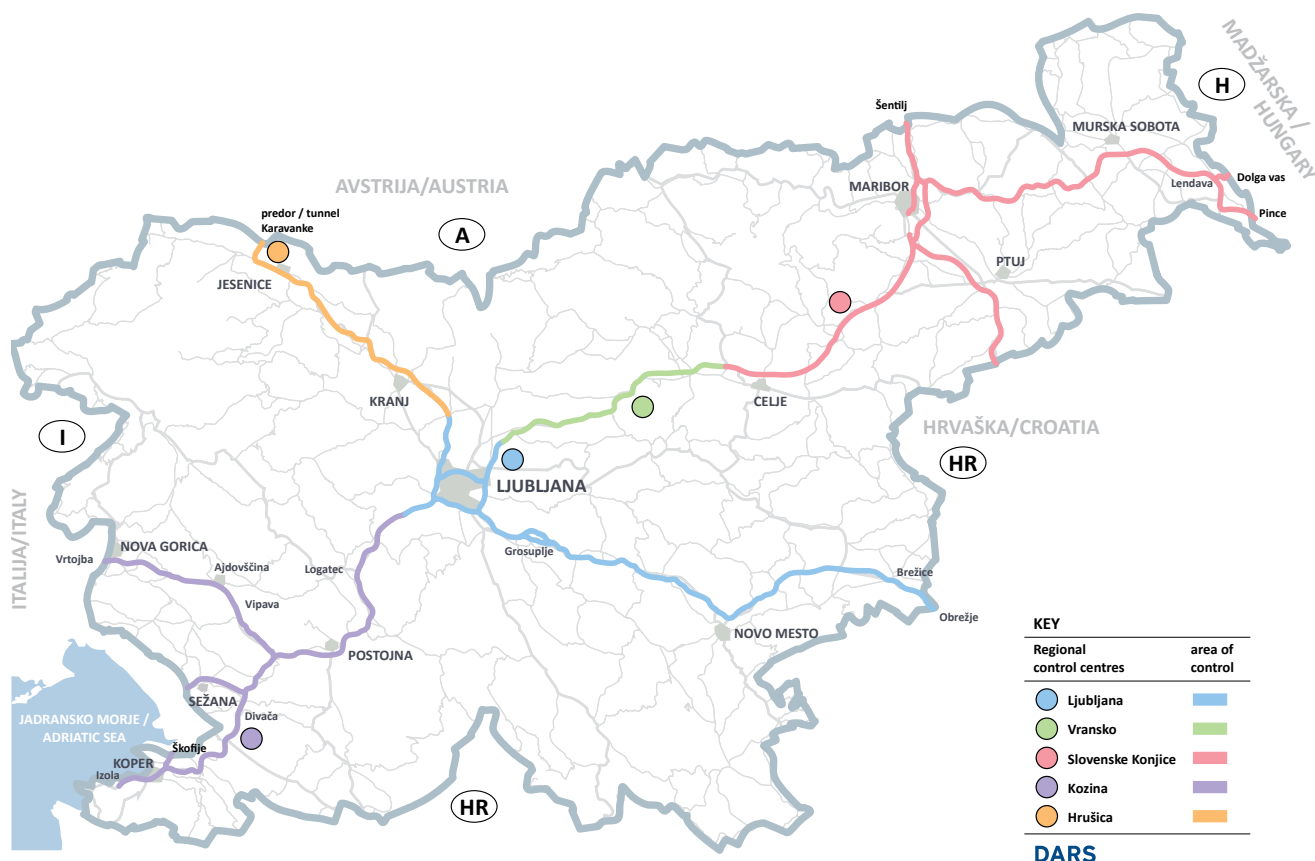 MADŽARSKA /
HUNGARY
H
Šentilj
MURSKA SOBOTA
AVSTRIJA/AUSTRIA
MARIBOR
Lendava
Dolga vas
Pince
predor / tunnel
Karavanke
A
PTUJ
JESENICE
KRANJ
CELJE
I
HRVAŠKA/CROATIA
HR
LJUBLJANA
ITALIJA/ITALY
NOVA GORICA
Vrtojba
Ajdovščina
Logatec
Grosuplje
Vipava
Brežice
Obrežje
NOVO MESTO
POSTOJNA
SEŽANA
Divača
JADRANSKO MORJE /
ADRIATIC SEA
Škofije
KOPER
Izola
HR
KEY
Regional
control centres
area of
control
Ljubljana
Vransko
Slovenske Konjice
Kozina
Hrušica
DARS